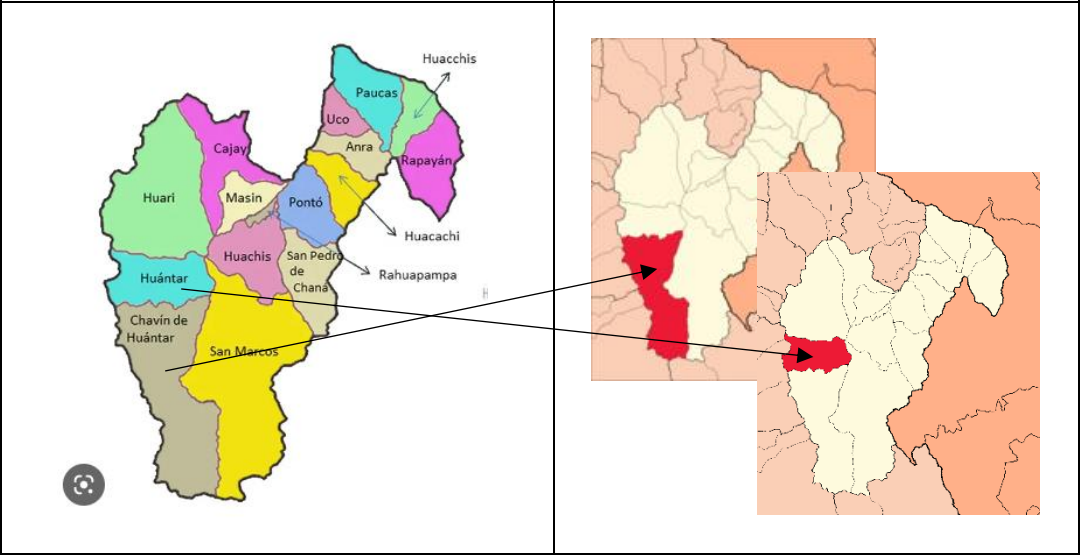 Huacchis
Paucas
Uco
Anra
Cajay
Rapayán
Huari
Masin
Pontó
Huacachi
Huachis
San Pedro
de
Chaná
Rahuapampa
Huántar
Chavín de
Huántar
San Marcos